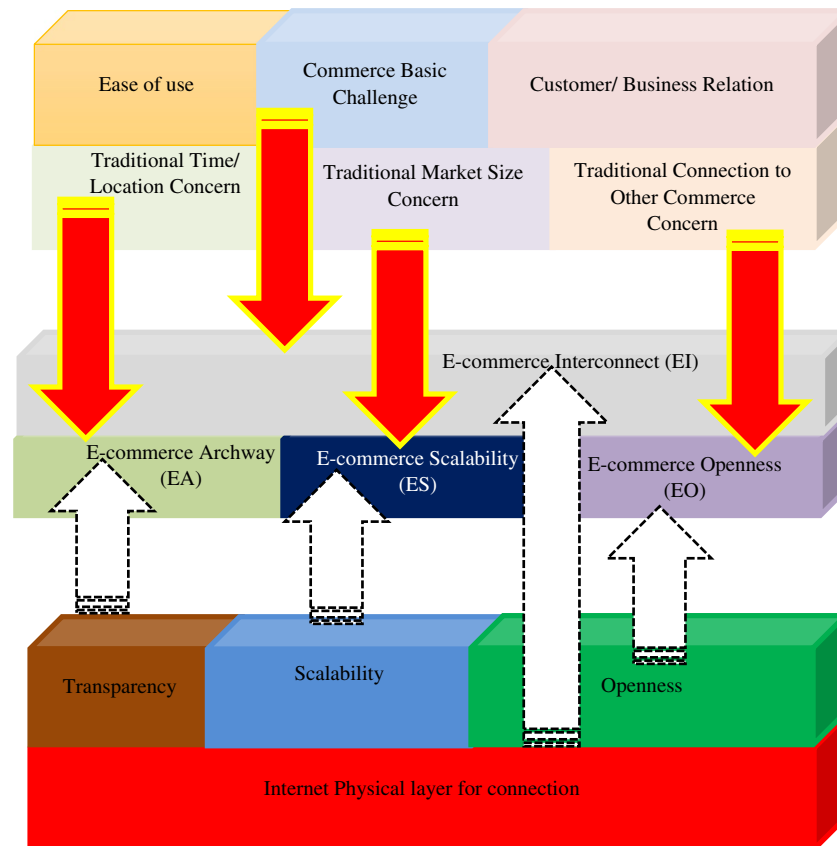 Ease of use
Commerce Basic
Challenge
Customer/ Business Relation
Traditional Time/
Location Concern
Traditional Market Size
Concern
Traditional Connection to
Other Commerce
Concern
E-commerce Interconnect (EI)
E-commerce Archway
(EA)
E-commerce Scalability
(ES)
E-commerce Openness
(EO)
Transparency
Scalability
Openness
Internet Physical layer for connection